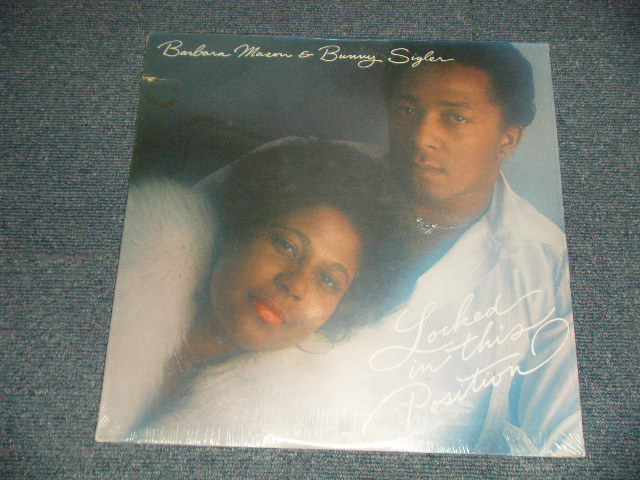 Barbara Mason & Bunny Sigler
Locked
in this
Position